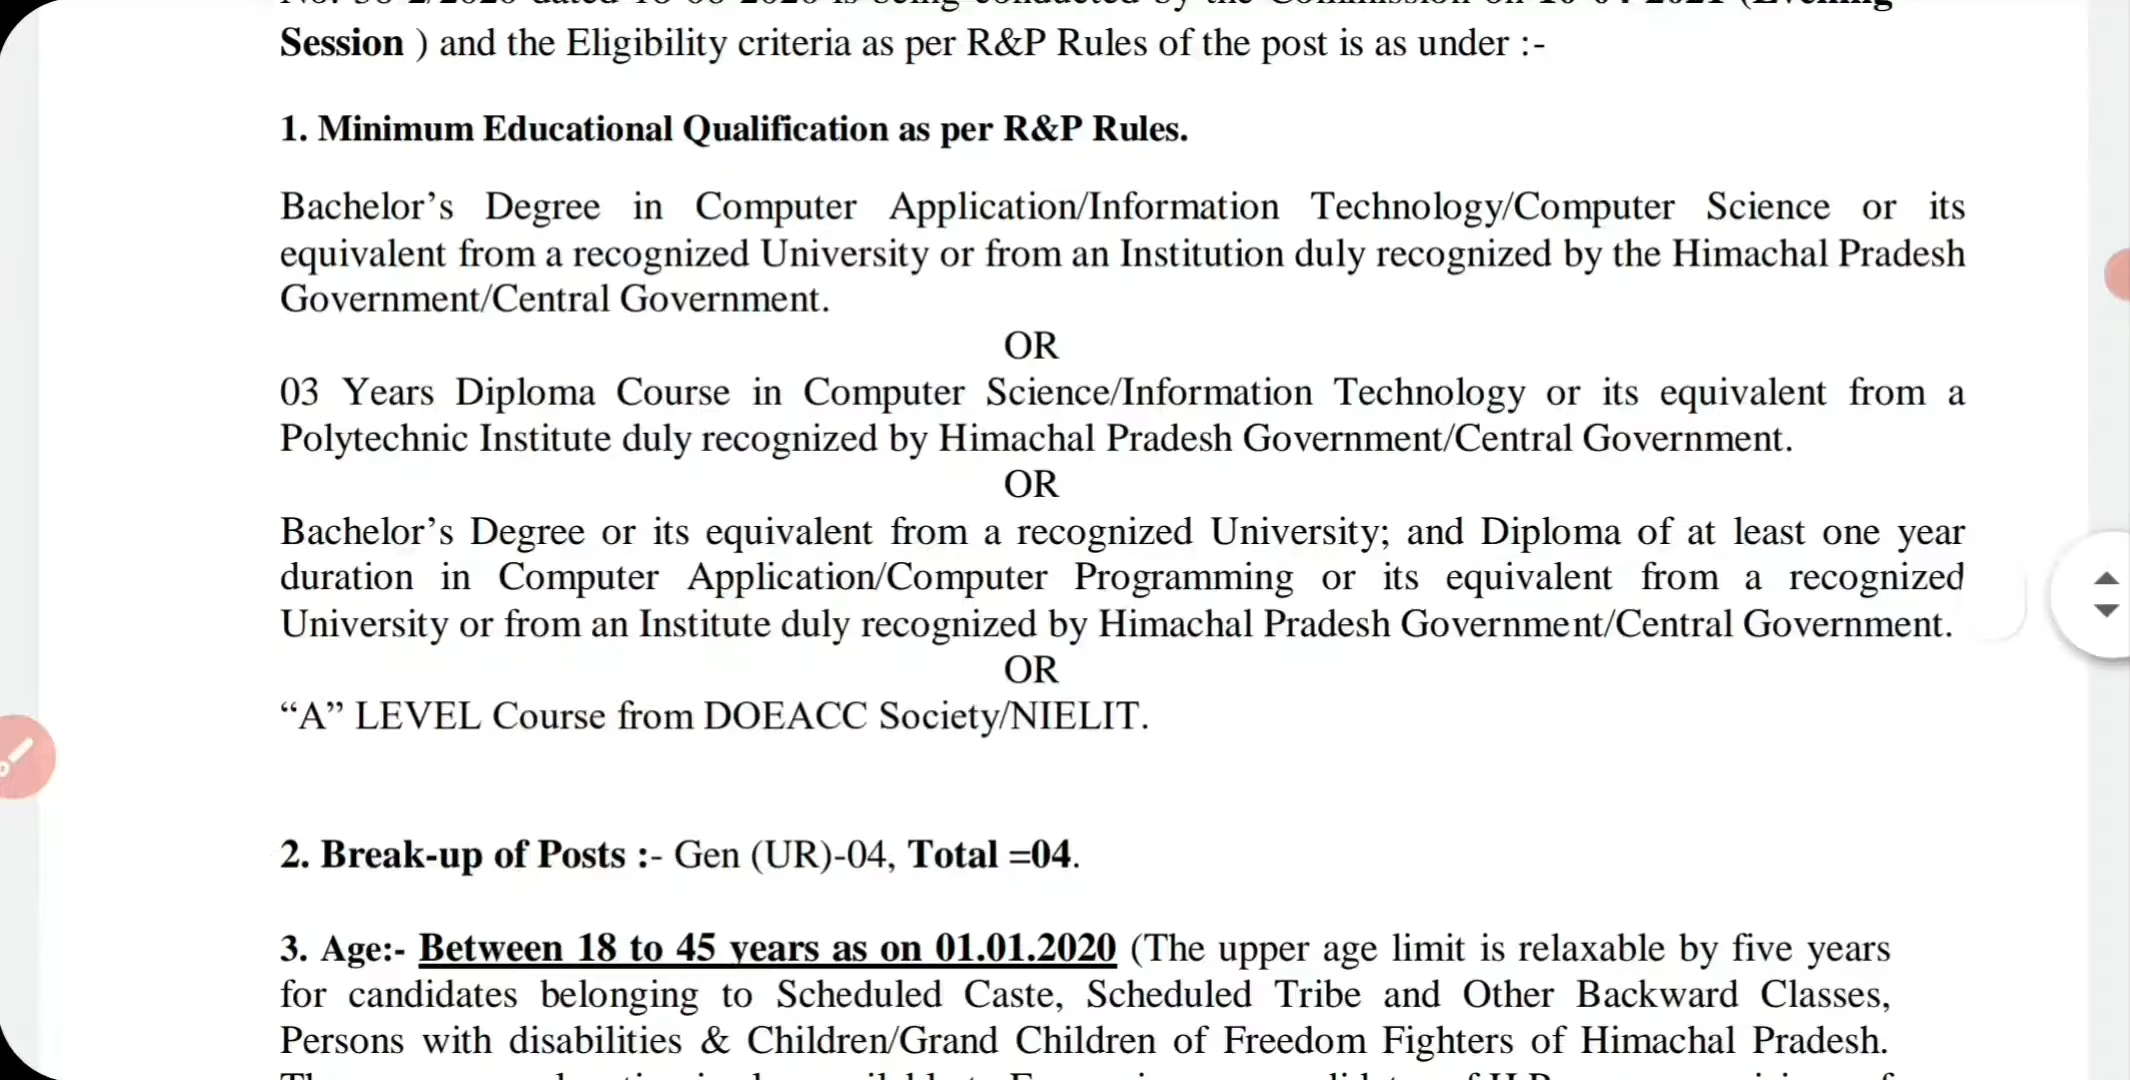 Session ) and the Eligibility criteria as per R&P Rules of the post is as under :-
1. Minimum Educational Qualification as per R&P Rules.
Bachelor’s Degree in Computer Application/Information Technology/Computer Science or its
equivalent from a recognized University or from an Institution duly recognized by the Himachal Pradesh
Government/Central Government.
OR
03 Years Diploma Course in Computer Science/Information Technology or its equivalent from a
Polytechnic Institute duly recognized by Himachal Pradesh Government/Central Government.
OR
Bachelor’s Degree or its equivalent from a recognized University; and Diploma of at least one year
duration in Computer Application/Computer Programming or its equivalent from a recognized
University or from an Institute duly recognized by Himachal Pradesh Government/Central Government.
OR
“A” LEVEL Course from DOEACC Society/NIELIT.
2. Break-up of Posts :- Gen (UR)-04, Total =04.
3. Age:- Between 18 to 45 years as on 01.01.2020 (The upper age limit is relaxable by five years
for candidates belonging to Scheduled Caste, Scheduled Tribe and Other Backward Classes,
Persons with disabilities & Children/Grand Children of Freedom Fighters of Himachal Pradesh.